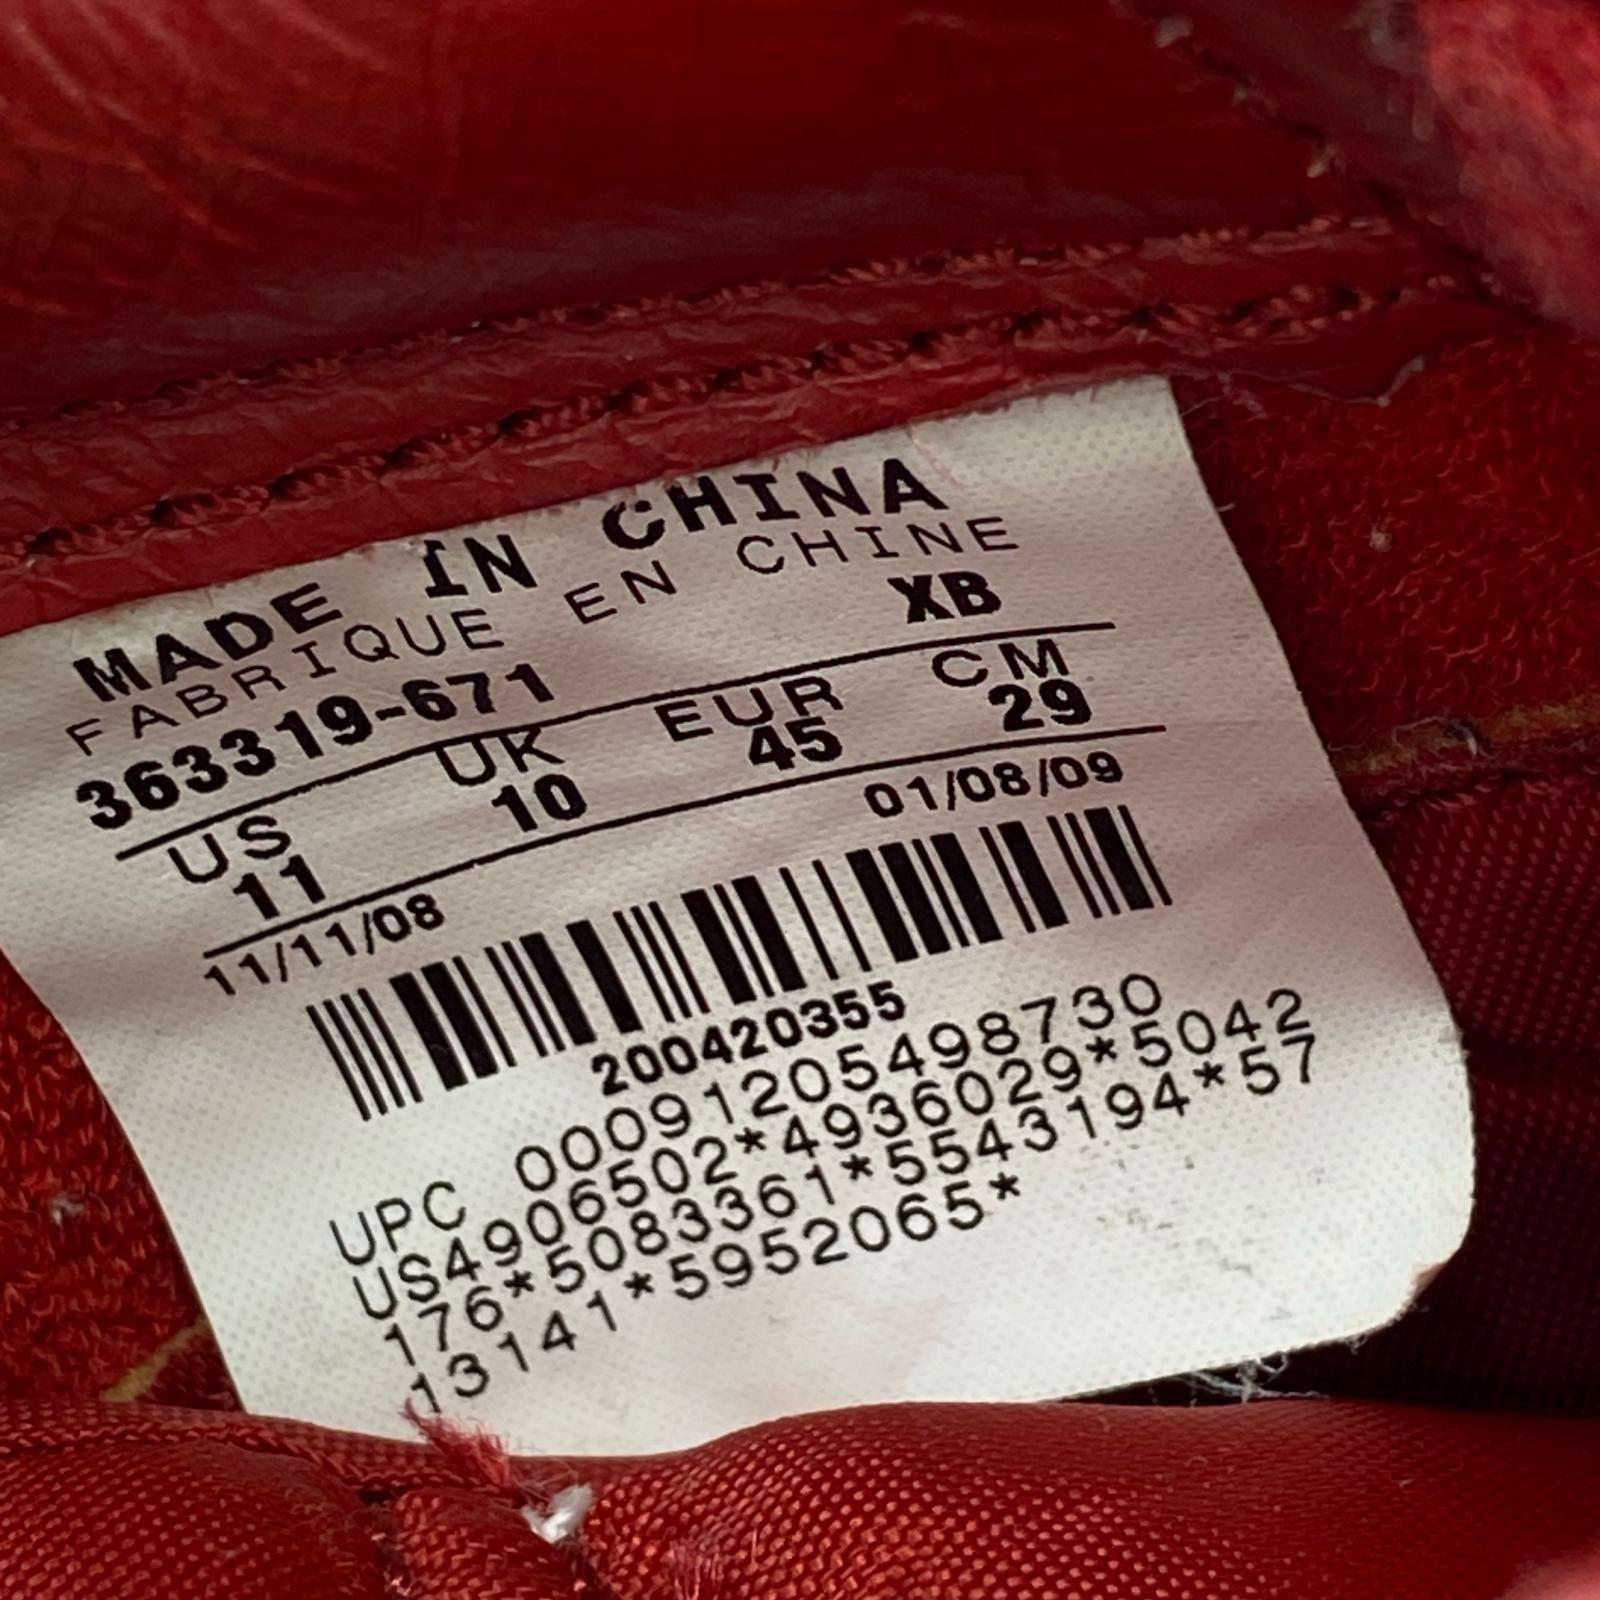 MADE IN CHINA
FABRIQUE EN CHINE
363319-671 XB
US UK EUR CM
11 10 45 29
11/11/08 01/08/09
200420355
UPC 00091205498730
US4906502*4936029*5042
176*5083361*5543194*57
13141*5952065*